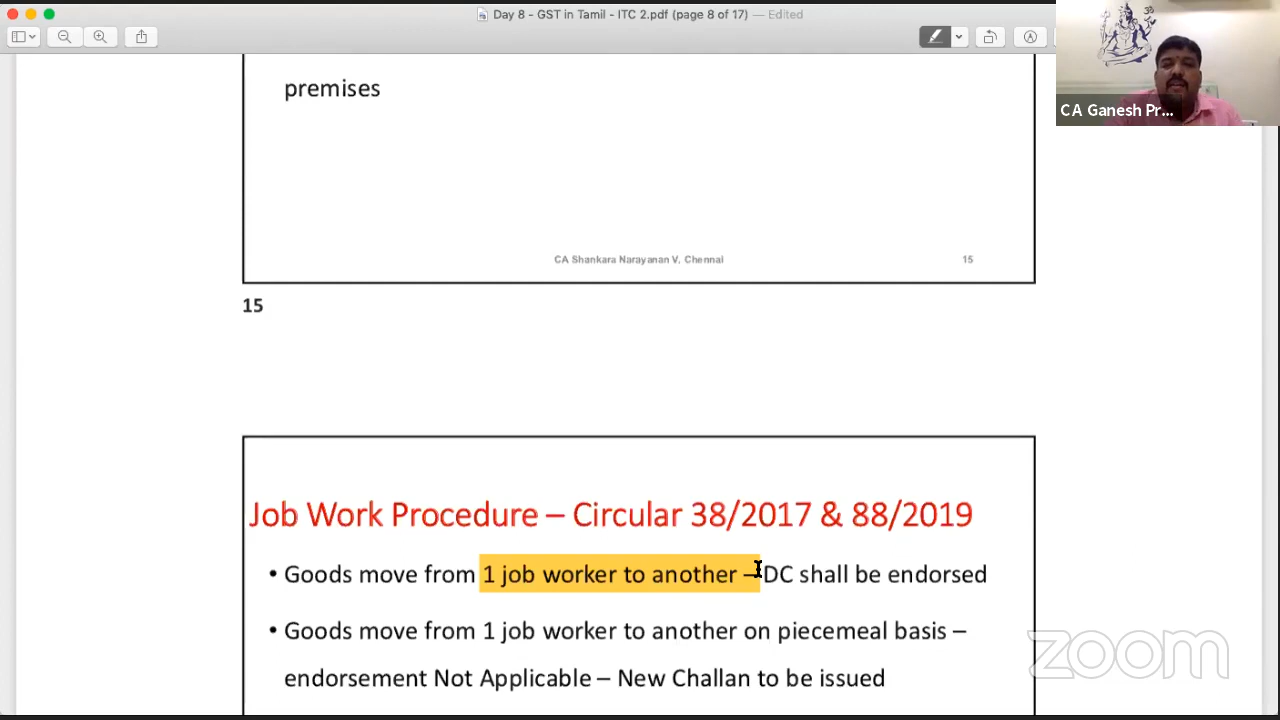 Day 8 - GST in Tamil - ITC 2.pdf (page 8 of 17) — Edited
CA Ganesh Pr...
premises
CA Shankara Narayanan V, Chennai
15
15
Job Work Procedure – Circular 38/2017 & 88/2019
• Goods move from 1 job worker to another – DC shall be endorsed
• Goods move from 1 job worker to another on piecemeal basis –
endorsement Not Applicable – New Challan to be issued
zoom